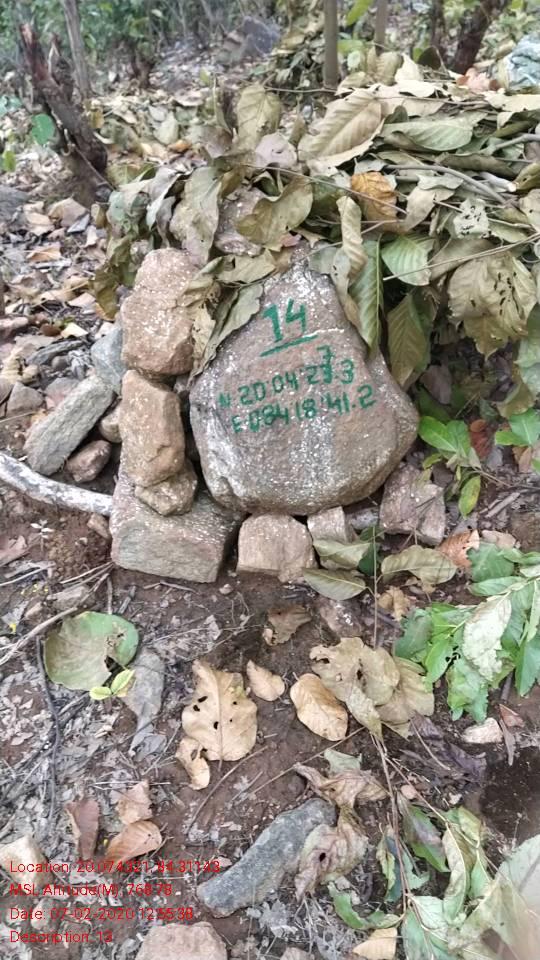 14
N 20 04 27.3
E 084 18 41.2
Location: 20.074321, 84.31143
MSL Altitude(M): 768.78
Date: 07-02-2020 12:55:38
Description: 13